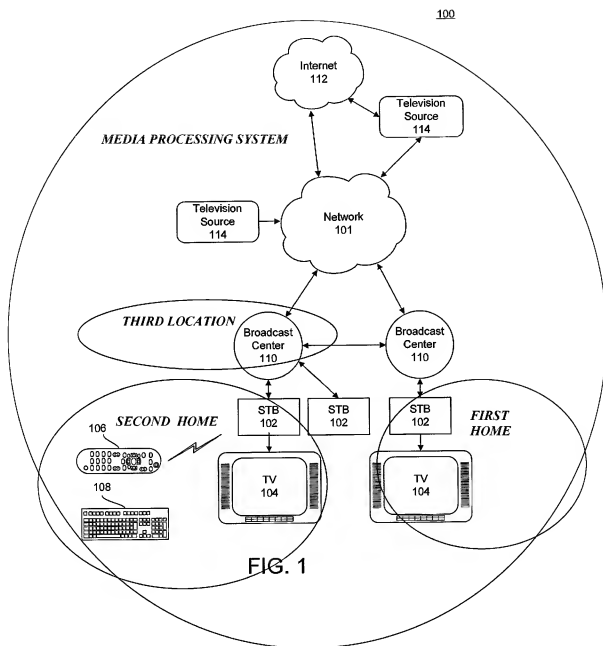 100
Internet
112
Television
Source
114
MEDIA PROCESSING SYSTEM
Television
Source
114
Network
101
THIRD LOCATION
Broadcast
Center
110
Broadcast
Center
110
106
SECOND HOME
STB
102
STB
102
STB
102
FIRST
HOME
108
TV
104
TV
104
FIG. 1